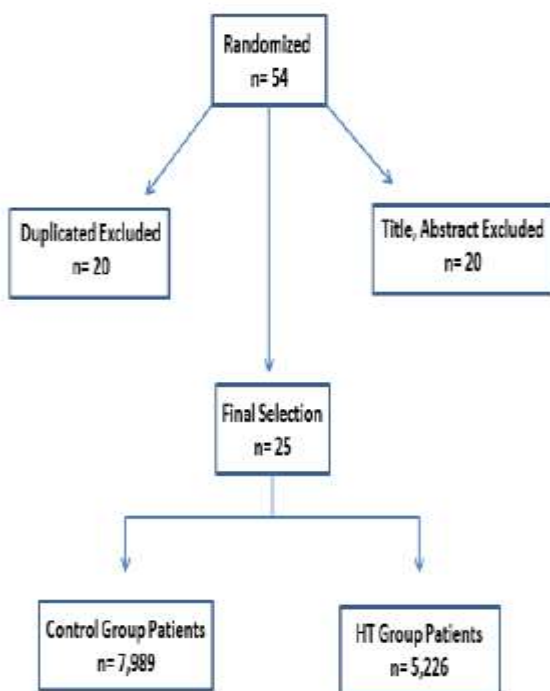 Randomized
n= 54
Duplicated Excluded
n= 20
Title, Abstract Excluded
n= 20
Final Selection
n= 25
Control Group Patients
n= 7,989
HT Group Patients
n= 5,226